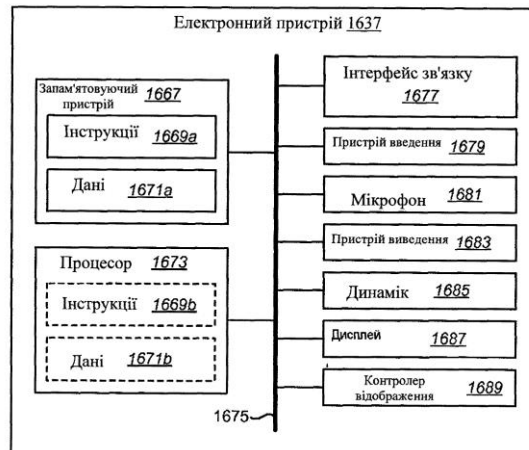 Електронний пристрій 1637
Запам'ятовуючий
пристрій 1667
Інструкції 1669a
Дані 1671a
Процесор 1673
Інструкції 1669b
Дані 1671b
1675
Інтерфейс зв'язку
1677
Пристрій введення 1679
Мікрофон 1681
Пристрій виведення 1683
Динамік 1685
Дисплей 1687
Контролер
відображення 1689